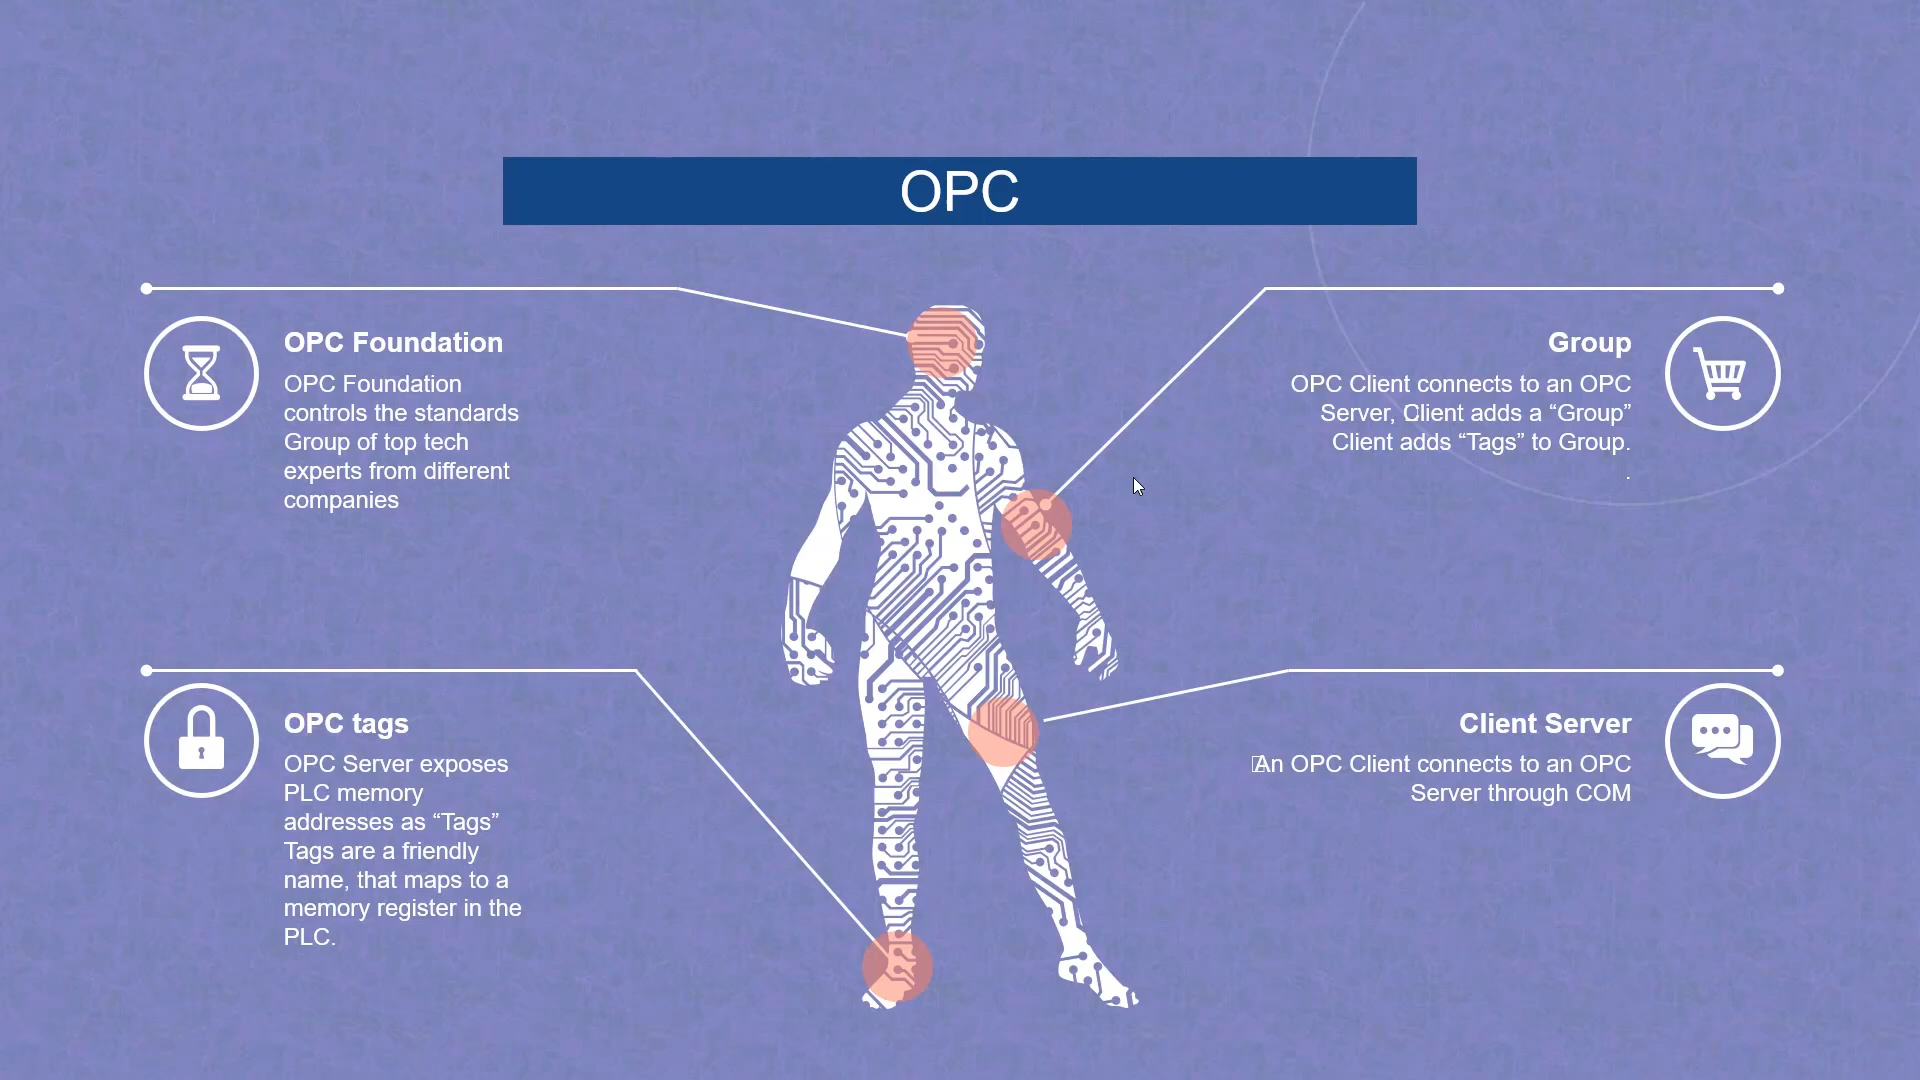 OPC
OPC Foundation
OPC Foundation
controls the standards
Group of top tech
experts from different
companies
Group
OPC Client connects to an OPC
Server, Client adds a “Group”
Client adds “Tags” to Group.
.
OPC tags
OPC Server exposes
PLC memory
addresses as “Tags”
Tags are a friendly
name, that maps to a
memory register in the
PLC.
Client Server
An OPC Client connects to an OPC
Server through COM